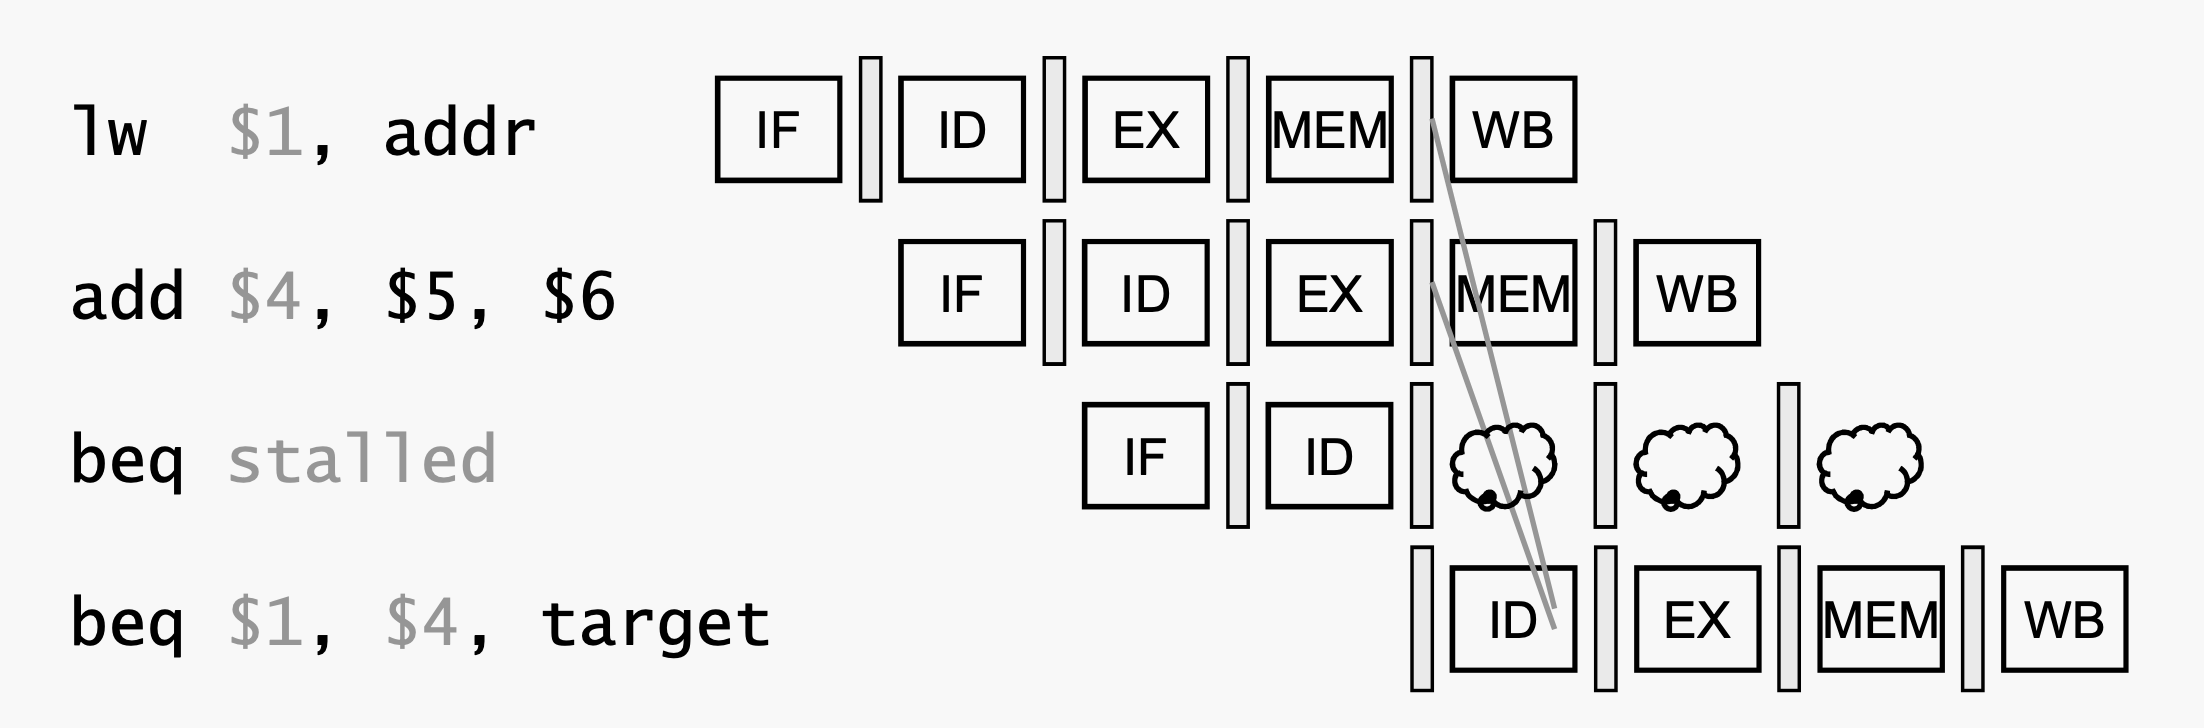 lw $1, addr IF ID EX MEM WB
add $4, $5, $6 IF ID EX MEM WB
beq stalled IF ID
beq $1, $4, target ID EX MEM WB